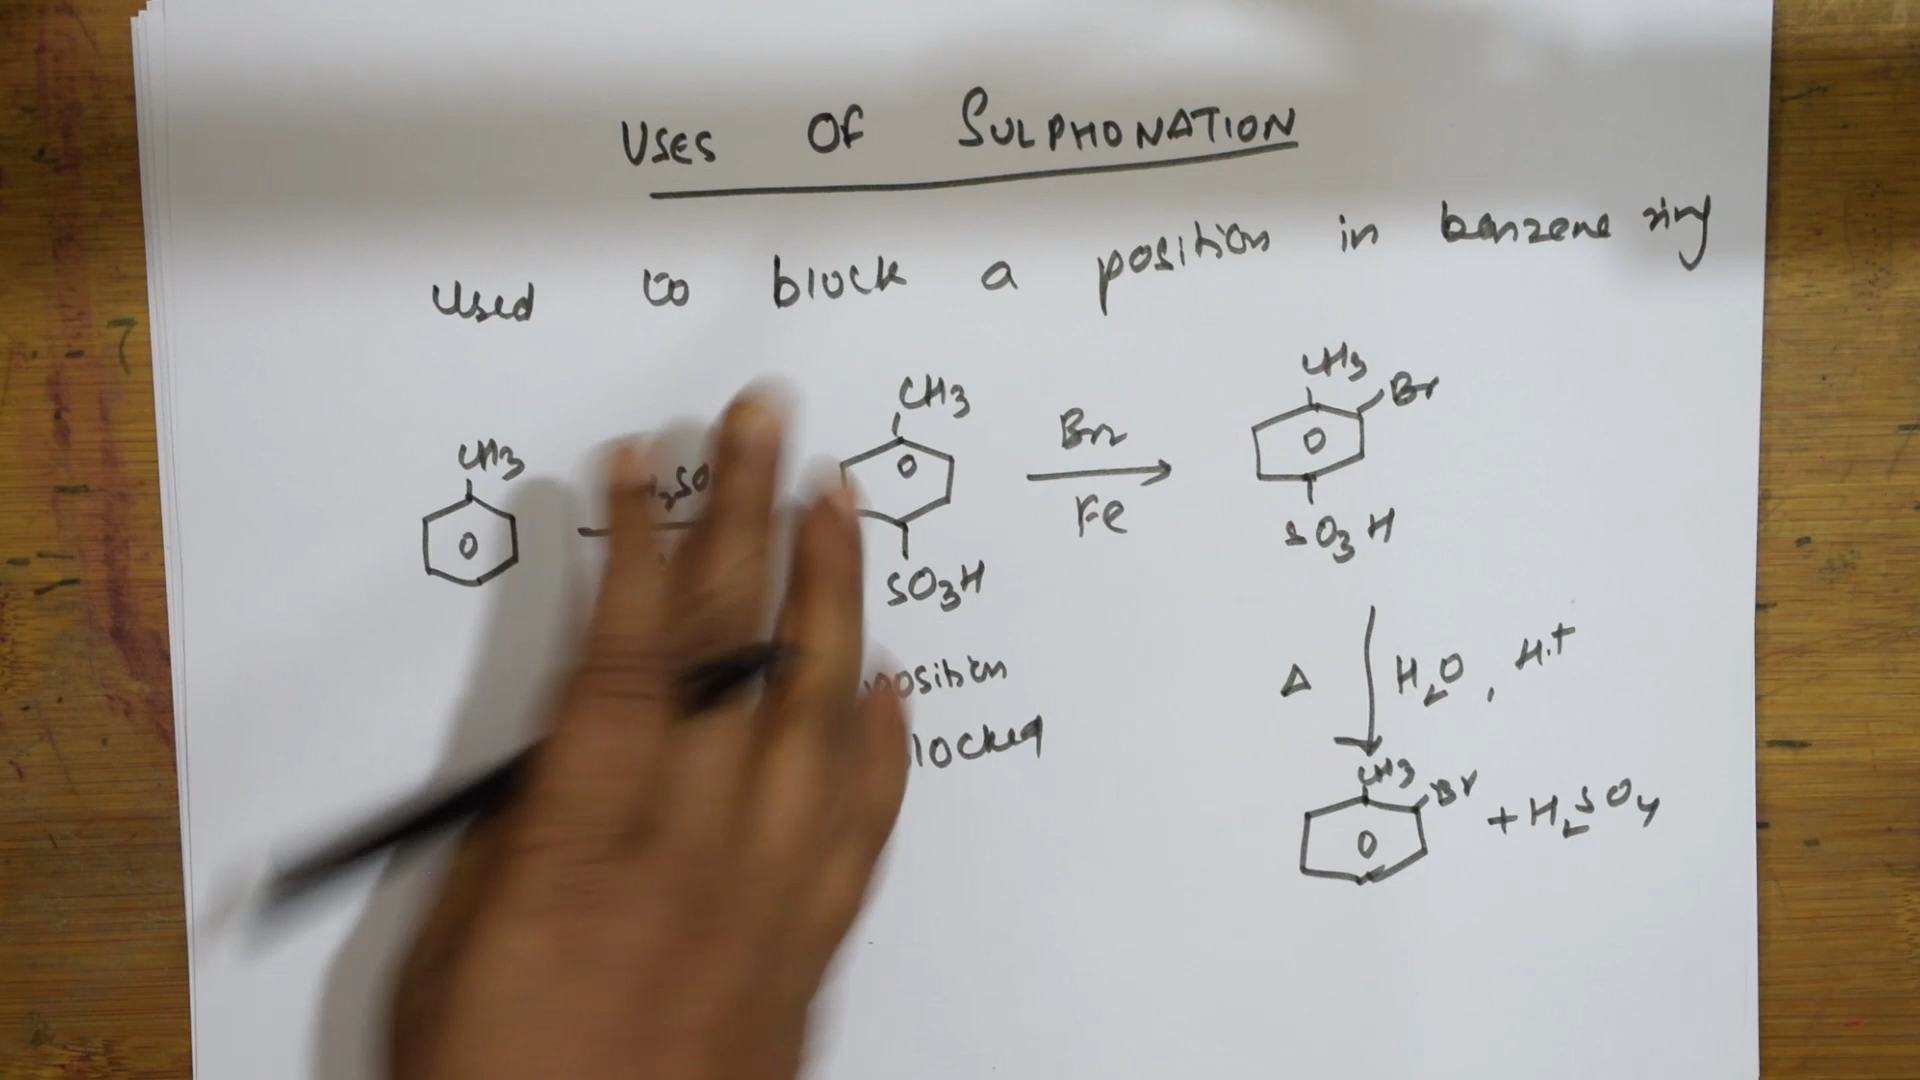 USES OF SULPHONATION
Used to block a position in benzene ring
CH3 CH3 Br2 CH3 Br
Fe
SO3H SO3H
position
Δ H2O, H+
CH3 Br + H2SO4